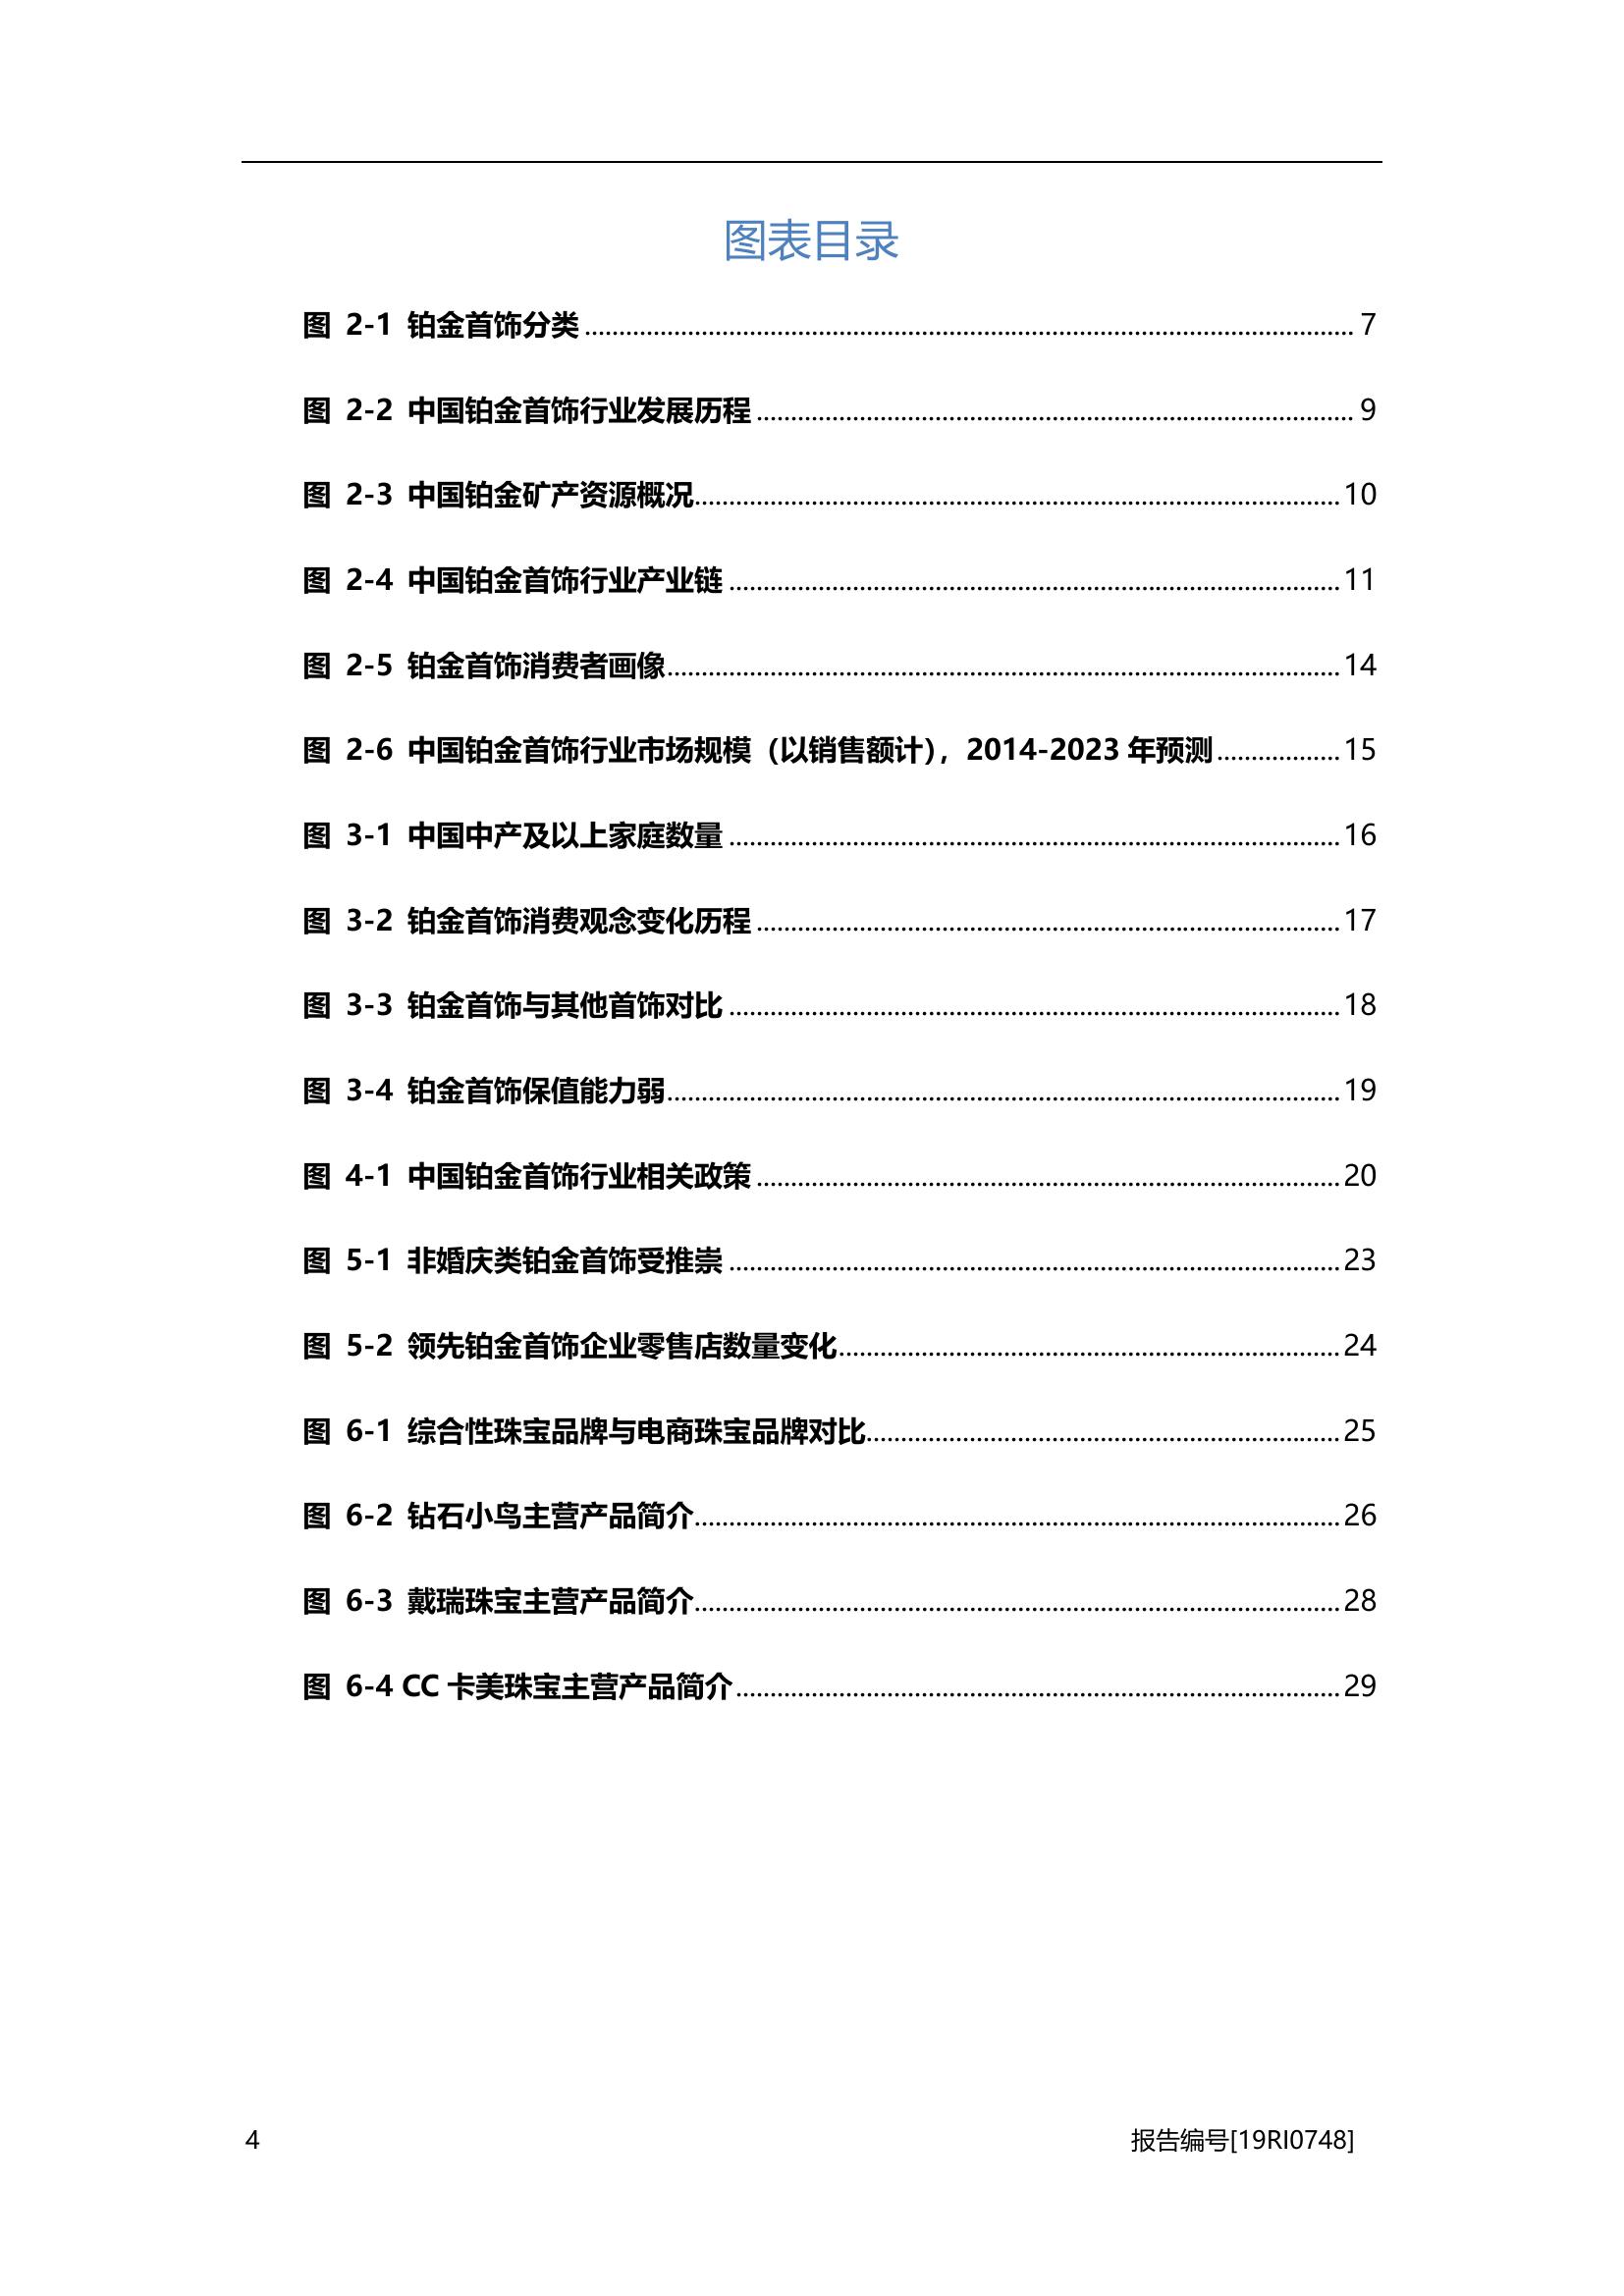 图表目录
图 2-1 铂金首饰分类 ........ 7
图 2-2 中国铂金首饰行业发展历程 ........ 9
图 2-3 中国铂金矿产资源概况 ........ 10
图 2-4 中国铂金首饰行业产业链 ........ 11
图 2-5 铂金首饰消费者画像 ........ 14
图 2-6 中国铂金首饰行业市场规模（以销售额计），2014-2023 年预测 ........ 15
图 3-1 中国中产及以上家庭数量 ........ 16
图 3-2 铂金首饰消费观念变化历程 ........ 17
图 3-3 铂金首饰与其他首饰对比 ........ 18
图 3-4 铂金首饰保值能力弱 ........ 19
图 4-1 中国铂金首饰行业相关政策 ........ 20
图 5-1 非婚庆类铂金首饰受推崇 ........ 23
图 5-2 领先铂金首饰企业零售店数量变化 ........ 24
图 6-1 综合性珠宝品牌与电商珠宝品牌对比 ........ 25
图 6-2 钻石小鸟主营产品简介 ........ 26
图 6-3 戴瑞珠宝主营产品简介 ........ 28
图 6-4 CC 卡美珠宝主营产品简介 ........ 29
4 报告编号[19RI0748]